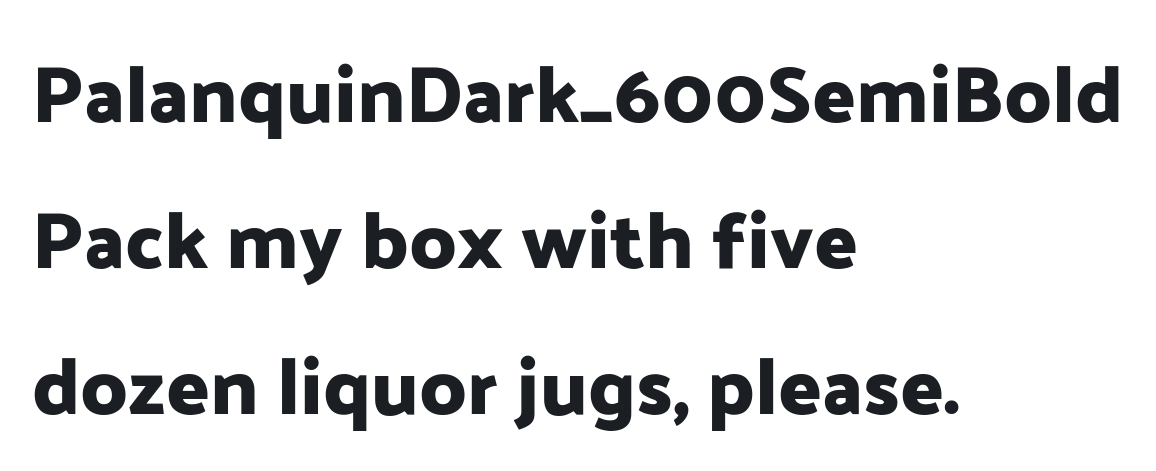 PalanquinDark_600SemiBold
Pack my box with five
dozen liquor jugs, please.